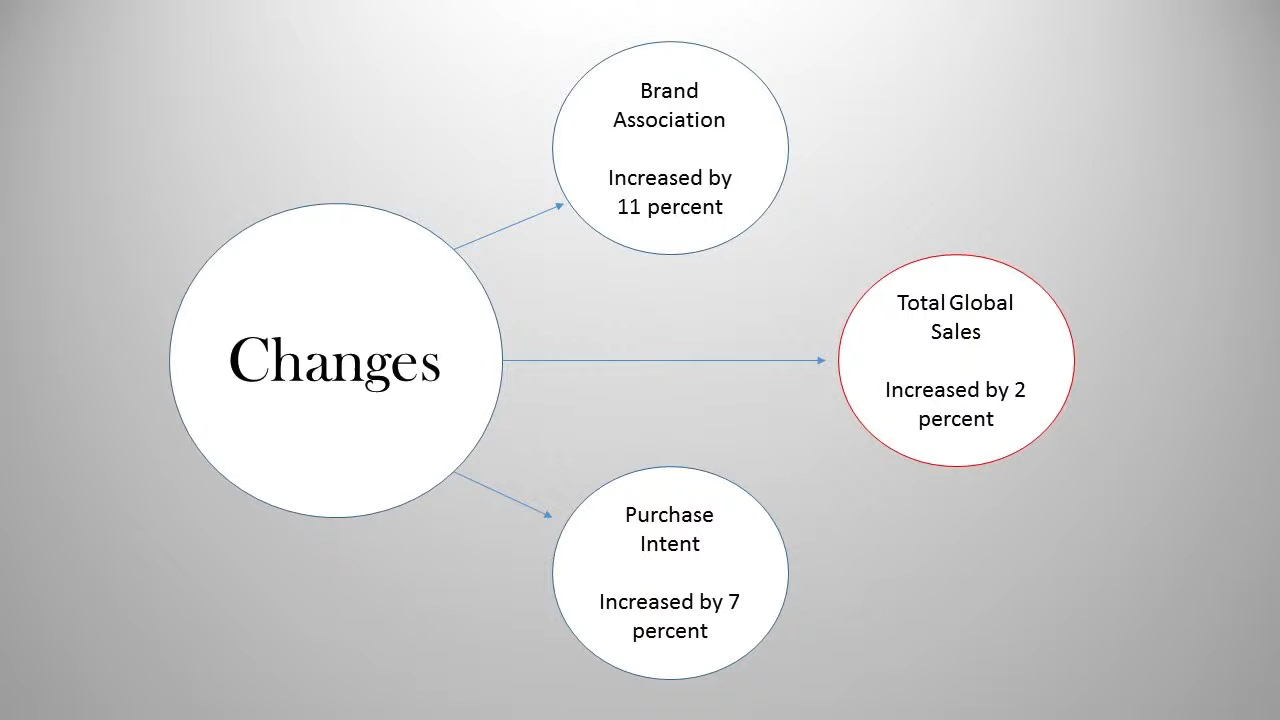 Brand
Association
Increased by
11 percent
Changes
Total Global
Sales
Increased by 2
percent
Purchase
Intent
Increased by 7
percent